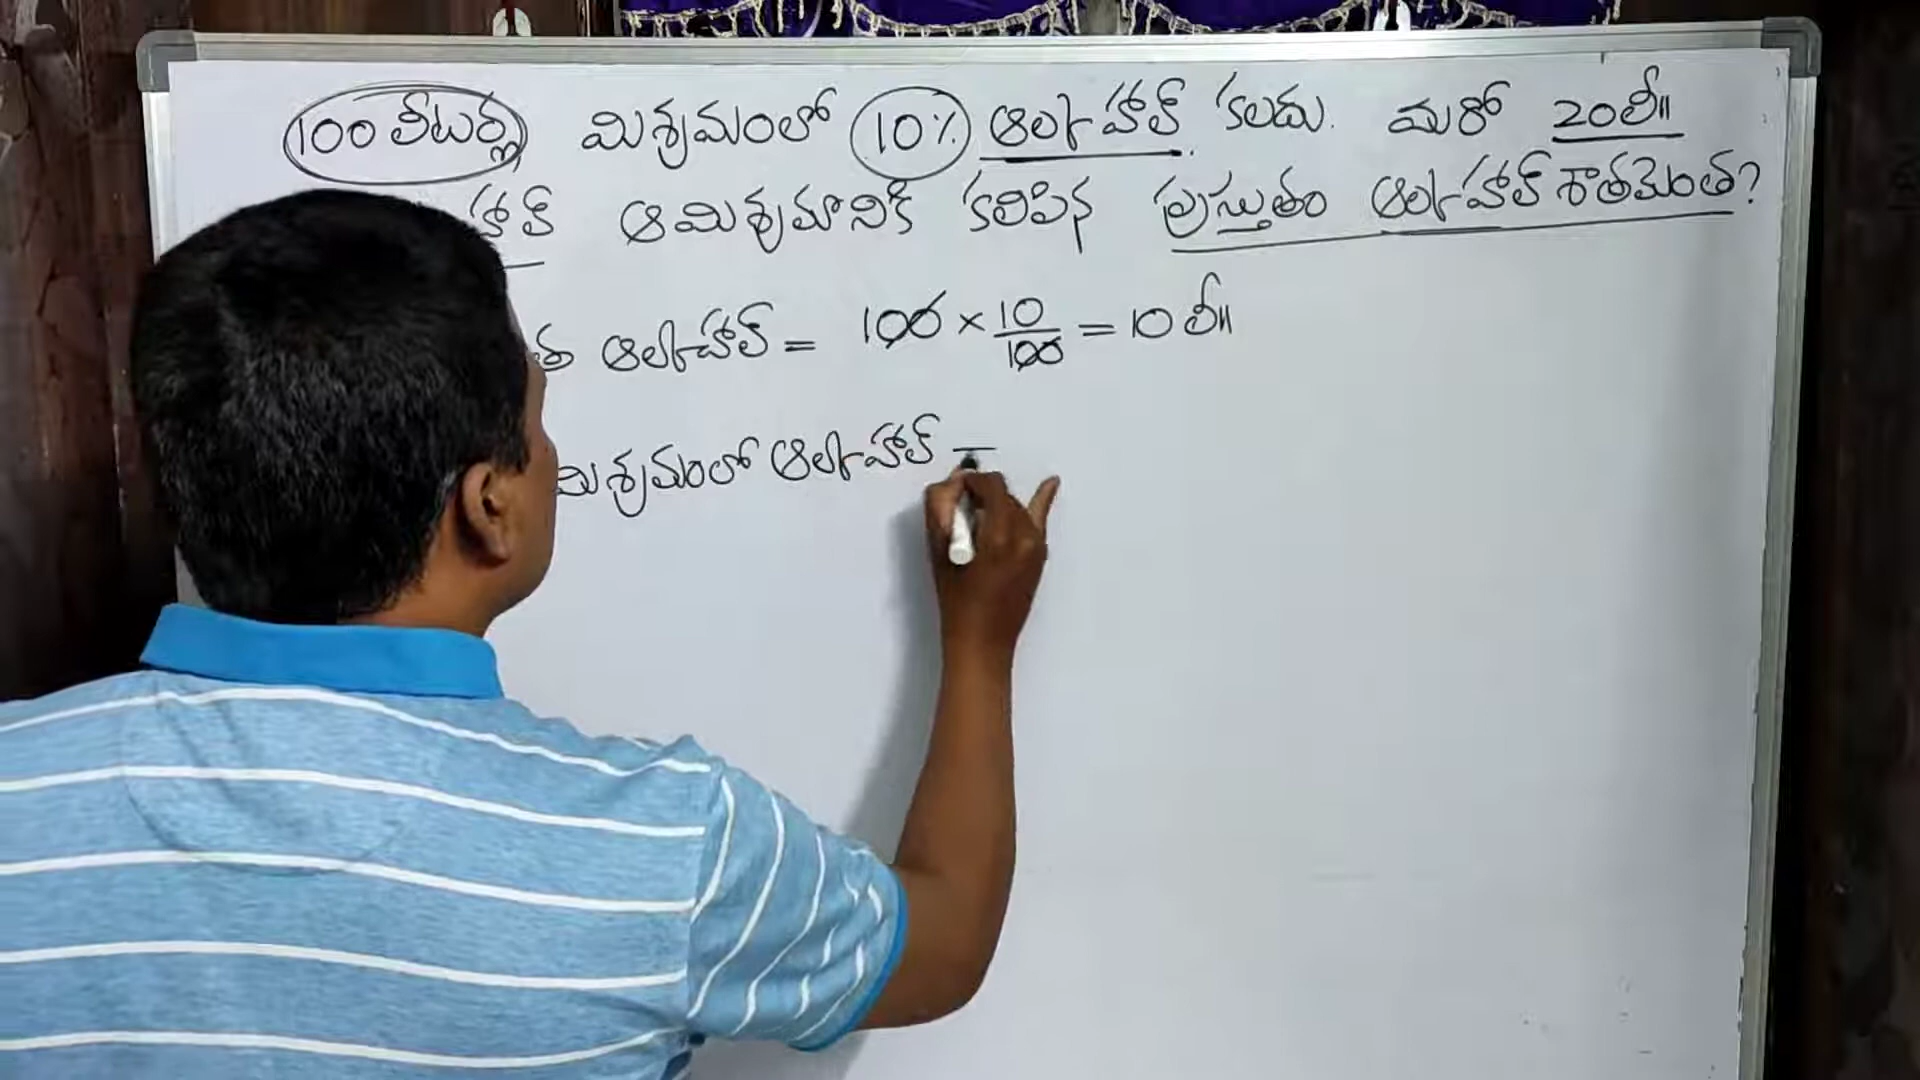 100 లీటర్ల మిశ్రమంలో 10% ఆల్కహాల్ కలదు. మరో 20లీ॥
హాల్ ఆమిశ్రమానికి కలిపిన ప్రస్తుతం ఆల్కహాల్ శాతమెంత?
త ఆల్కహాల్ = 100 × 10/100 = 10 లీ॥
మిశ్రమంలో ఆల్కహాల్ –